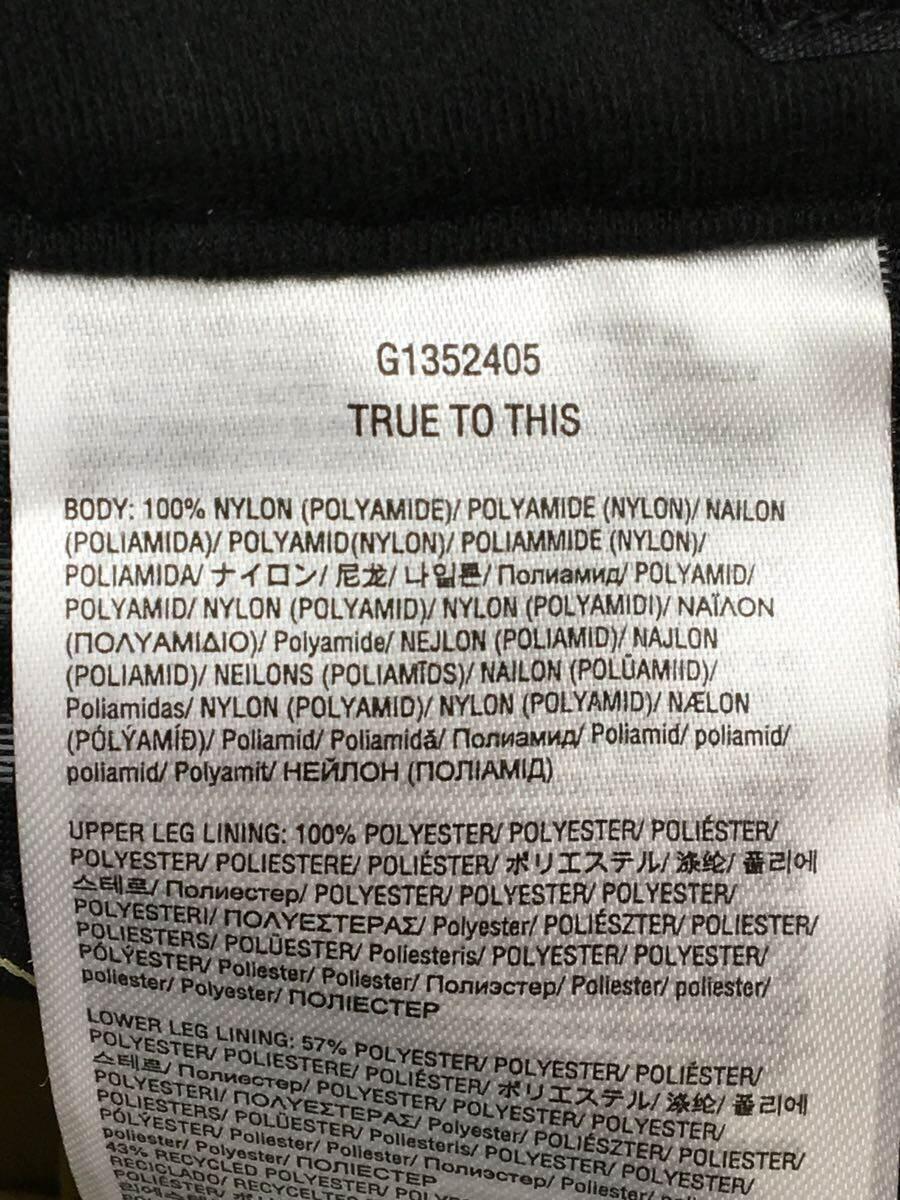 G1352405
TRUE TO THIS
BODY: 100% NYLON (POLYAMIDE)/ POLYAMIDE (NYLON)/ NAILON
(POLIAMIDA)/ POLYAMID(NYLON)/ POLIAMMIDE (NYLON)/
POLIAMIDA/ ナイロン/ 尼龙/ 나일론/ Полиамид/ POLYAMID/
POLYAMID/ NYLON (POLYAMID)/ NYLON (POLYAMIDI)/ ΝΑΪΛΟΝ
(ΠΟΛΥΑΜΙΔΙΟ)/ Polyamide/ NEJLON (POLIAMID)/ NAJLON
(POLIAMID)/ NEILONS (POLIAMĪDS)/ NAILON (POLÜAMIID)/
Poliamidas/ NYLON (POLYAMID)/ NYLON (POLYAMID)/ NÆLON
(PÓLÝAMÍÐ)/ Poliamid/ Poliamidă/ Полиамид/ Poliamid/ poliamid/
poliamid/ Polyamit/ НЕЙЛОН (ПОЛІАМІД)
UPPER LEG LINING: 100% POLYESTER/ POLYESTER/ POLIÉSTER/
POLYESTER/ POLIESTERE/ POLIÉSTER/ ポリエステル/ 涤纶/ 폴리에
스테르/ Полиестер/ POLYESTER/ POLYESTER/ POLYESTER/
POLYESTERI/ ΠΟΛΥΕΣΤΕΡΑΣ/ Polyester/ POLIÉSZTER/ POLIESTER/
POLIESTERS/ POLÜESTER/ Poliesteris/ POLYESTER/ POLYESTER/
PÓLÝESTER/ Poliester/ Poliester/ Полиэстер/ Poliester/ poliester/
poliester/ Polyester/ ПОЛІЕСТЕР
LOWER LEG LINING: 57% POLYESTER/ POLYESTER/ POLIÉSTER/
POLYESTER/ POLIESTERE/ POLIÉSTER/ ポリエステル/ 涤纶/ 폴리에
스테르/ Полиестер/ POLYESTER/ POLYESTER/ POLYESTER/
POLYESTERI/ ΠΟΛΥΕΣΤΕΡΑΣ/ Polyester/ POLIÉSZTER/ POLIESTER/
POLIESTERS/ POLÜESTER/ Poliesteris/ POLYESTER/ POLYESTER/
PÓLÝESTER/ Poliester/ Poliester/ Полиэстер/ Poliester/ poliester/
poliester/ Polyester/ ПОЛІЕСТЕР
43% RECYCLED POLYESTER/
RECICLADO/